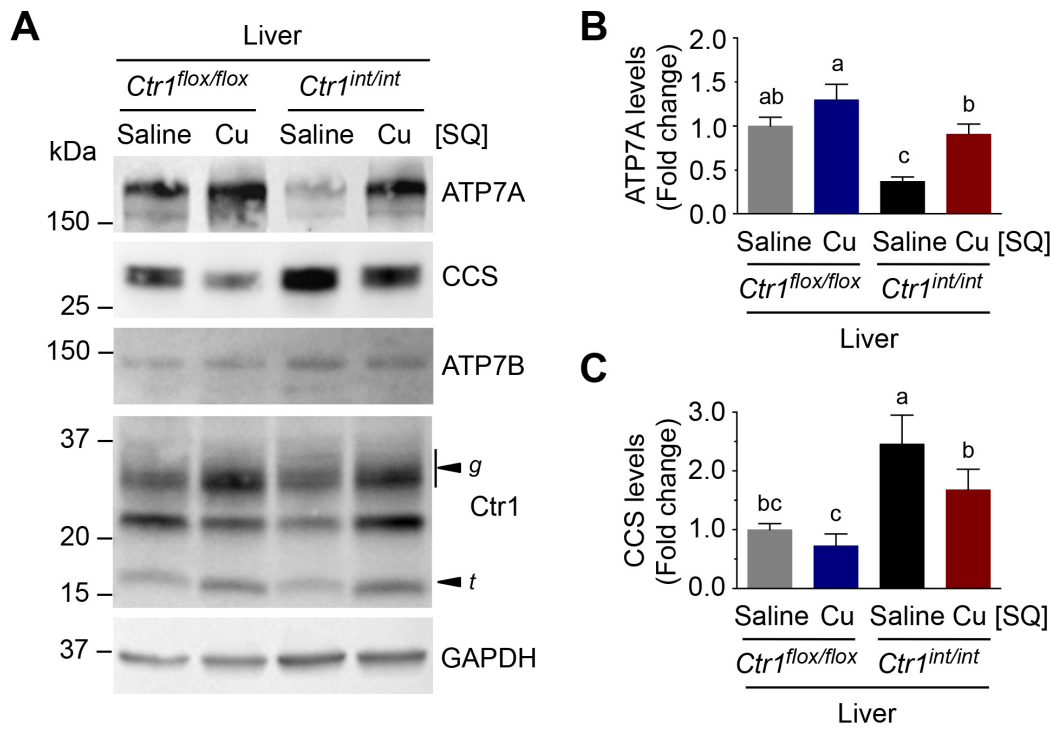 A
Liver
Ctr1flox/flox Ctr1int/int
Saline Cu Saline Cu [SQ]
kDa
ATP7A
150
CCS
25
150
ATP7B
37
g
Ctr1
20
t
15
37
GAPDH
B
ATP7A levels
(Fold change)
2.0
1.5
1.0
0.5
0.0
ab
a
c
b
Saline Cu Saline Cu [SQ]
Ctr1flox/flox Ctr1int/int
Liver
C
CCS levels
(Fold change)
3.0
2.0
1.0
0.0
bc
c
a
b
Saline Cu Saline Cu [SQ]
Ctr1flox/flox Ctr1int/int
Liver